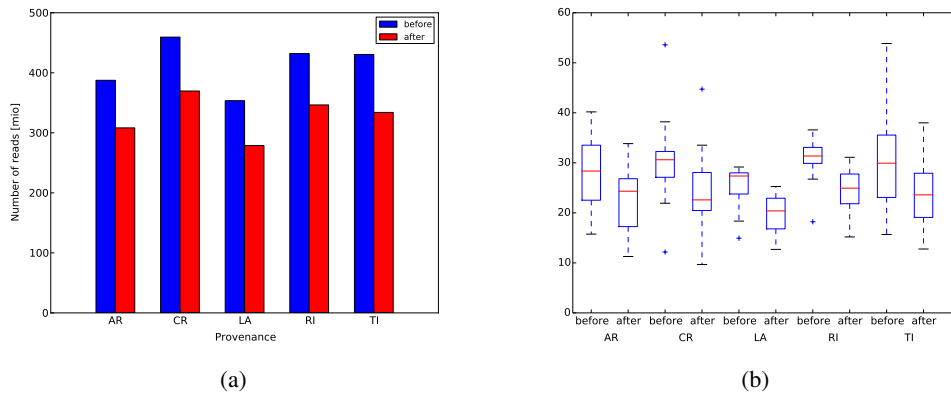 500
400
300
200
100
0
Number of reads [mio]
before
after
AR CR LA RI TI
Provenance
(a)
60
50
40
30
20
10
0
before after before after before after before after before after
AR CR LA RI TI
(b)